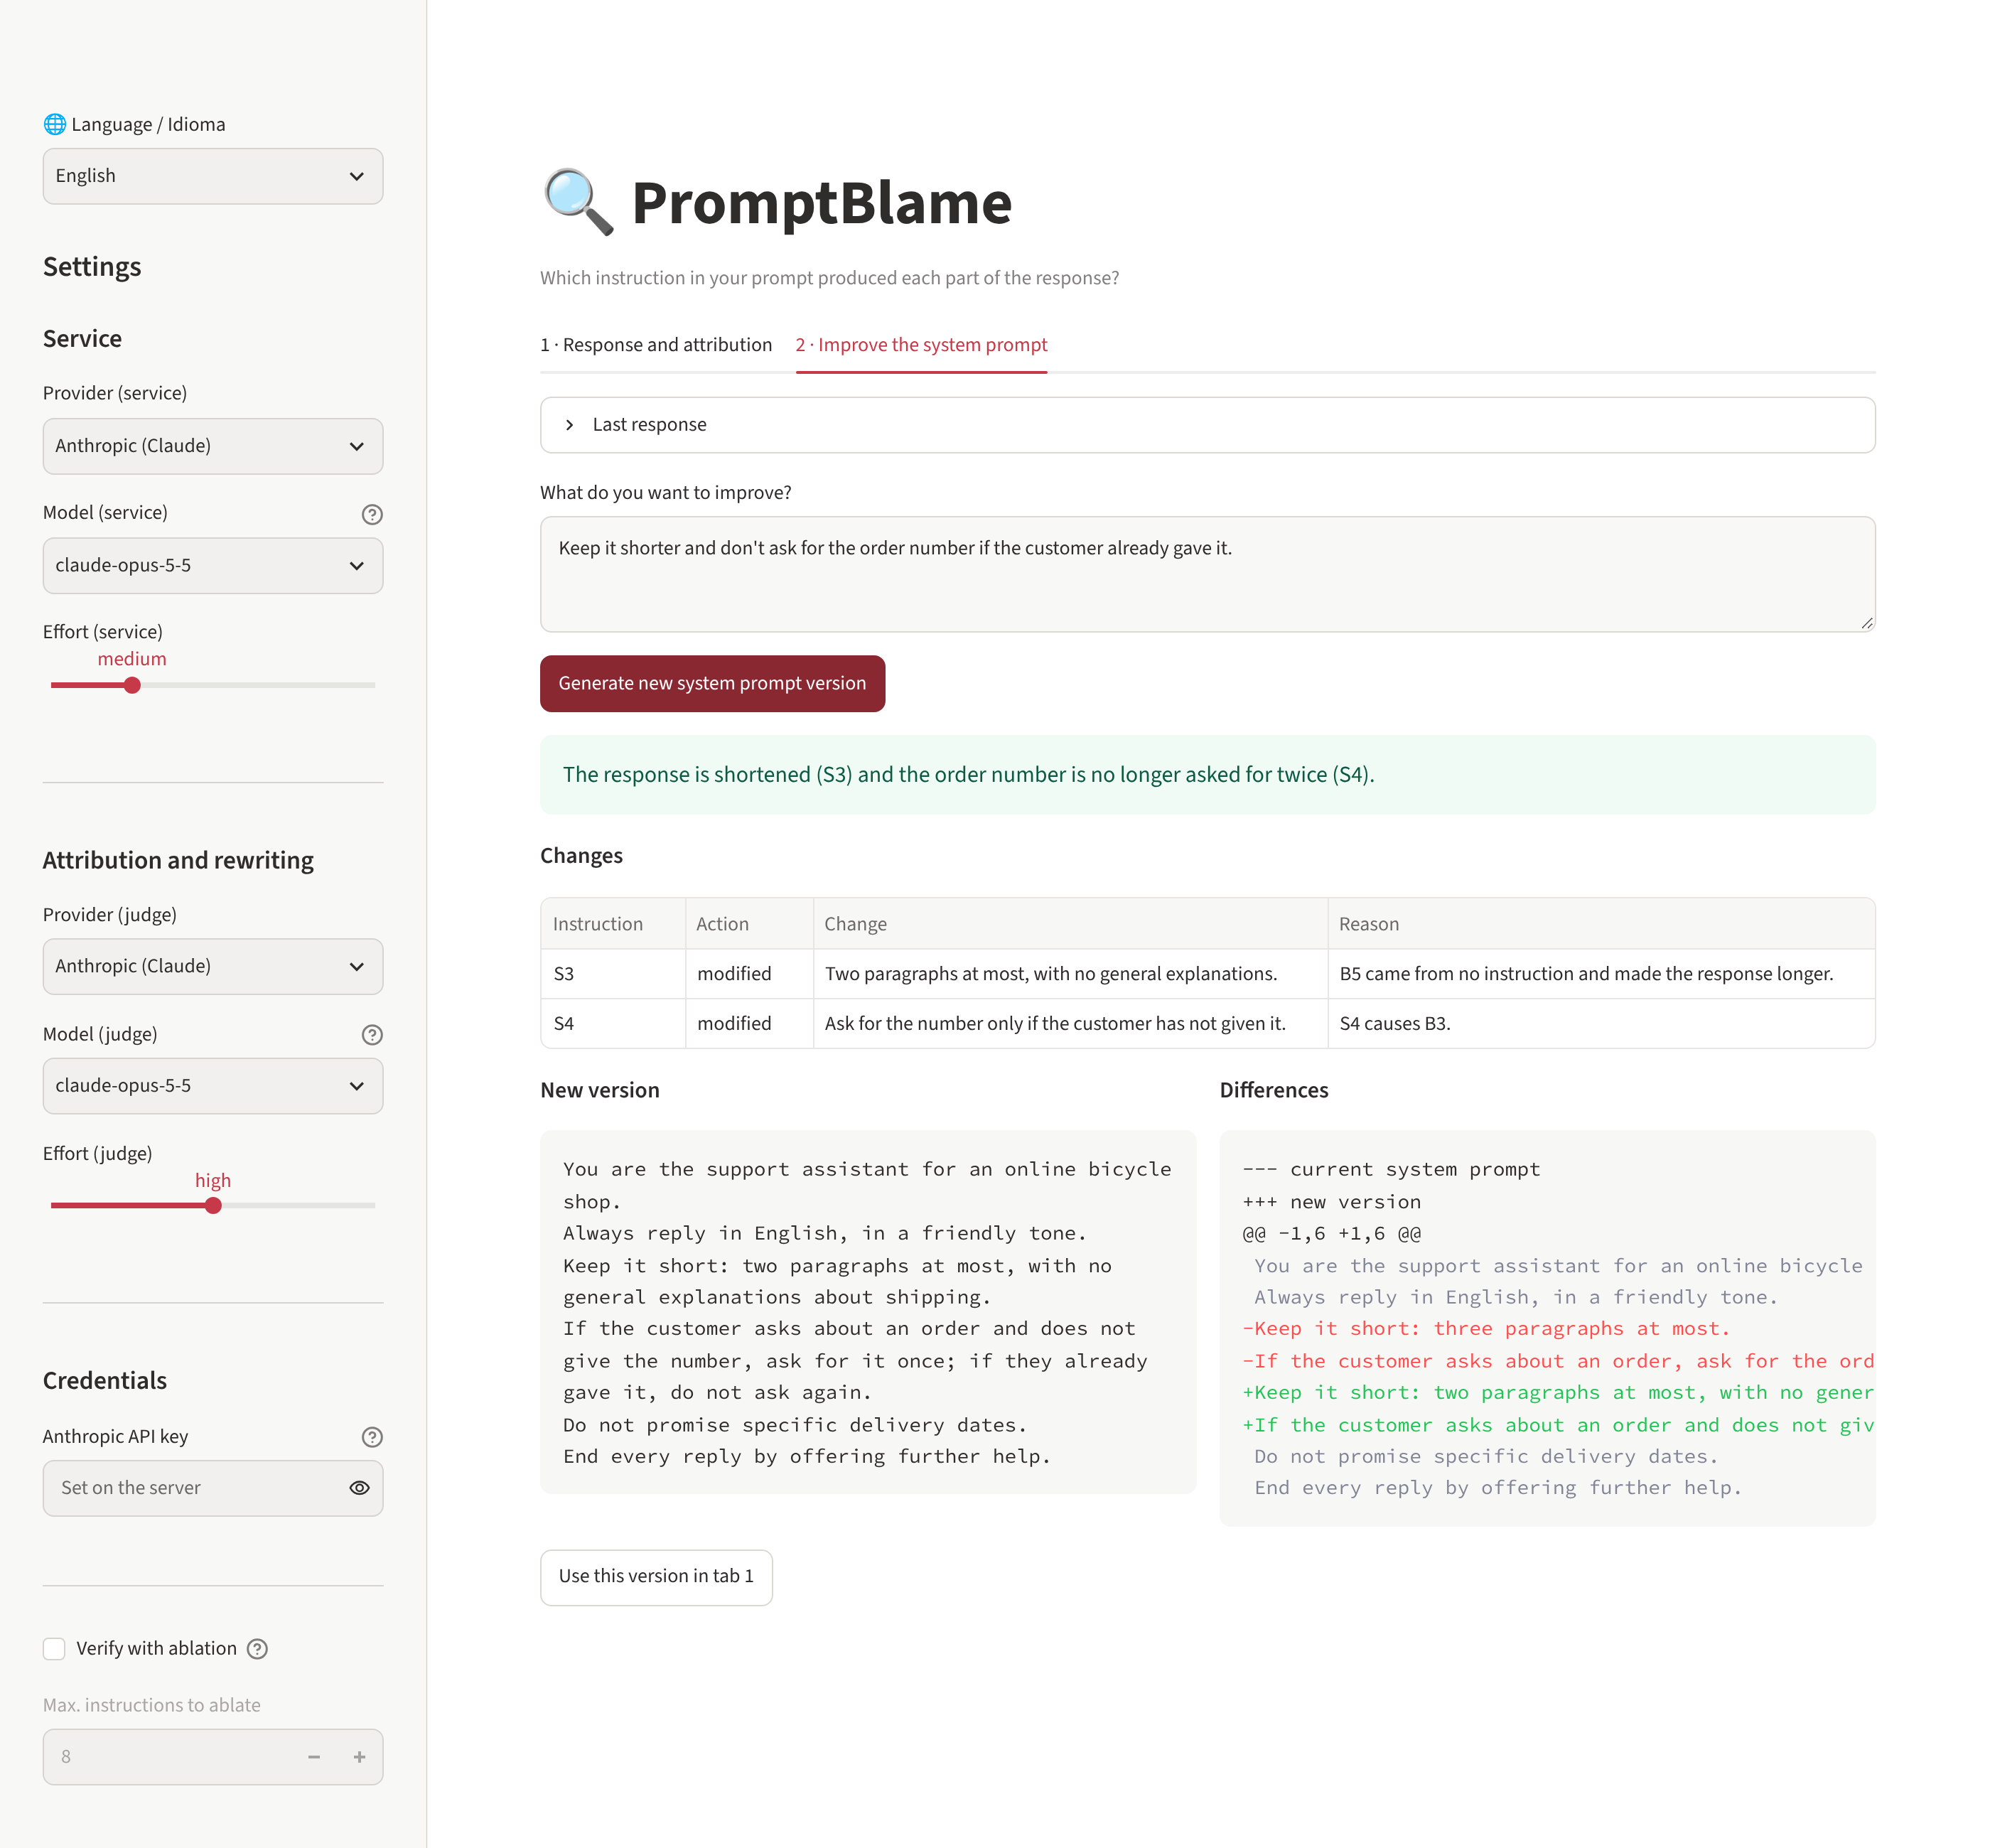 🌐 Language / Idioma
English
Settings
Service
Provider (service)
Anthropic (Claude)
Model (service)
claude-opus-5-5
Effort (service)
medium
Attribution and rewriting
Provider (judge)
Anthropic (Claude)
Model (judge)
claude-opus-5-5
Effort (judge)
high
Credentials
Anthropic API key
Set on the server
Verify with ablation
Max. instructions to ablate
8
🔍 PromptBlame
Which instruction in your prompt produced each part of the response?
1 · Response and attribution 2 · Improve the system prompt
Last response
What do you want to improve?
Keep it shorter and don't ask for the order number if the customer already gave it.
Generate new system prompt version
The response is shortened (S3) and the order number is no longer asked for twice (S4).
Changes
Instruction Action Change Reason
S3 modified Two paragraphs at most, with no general explanations. B5 came from no instruction and made the response longer.
S4 modified Ask for the number only if the customer has not given it. S4 causes B3.
New version
You are the support assistant for an online bicycle
shop.
Always reply in English, in a friendly tone.
Keep it short: two paragraphs at most, with no
general explanations about shipping.
If the customer asks about an order and does not
give the number, ask for it once; if they already
gave it, do not ask again.
Do not promise specific delivery dates.
End every reply by offering further help.
Differences
--- current system prompt
+++ new version
@@ -1,6 +1,6 @@
You are the support assistant for an online bicycle
Always reply in English, in a friendly tone.
-Keep it short: three paragraphs at most.
-If the customer asks about an order, ask for the ord
+Keep it short: two paragraphs at most, with no gener
+If the customer asks about an order and does not giv
Do not promise specific delivery dates.
End every reply by offering further help.
Use this version in tab 1